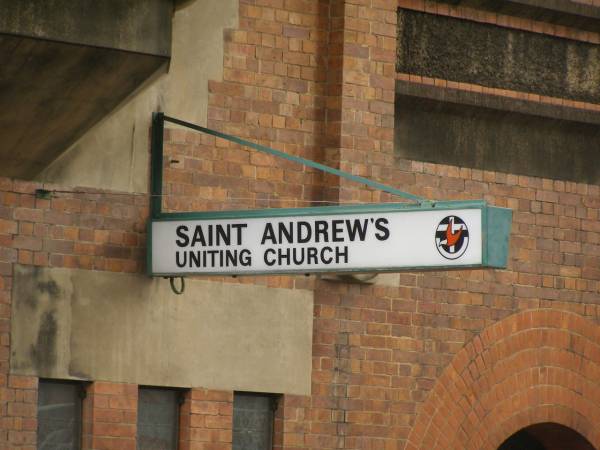 SAINT ANDREW'S
UNITING CHURCH